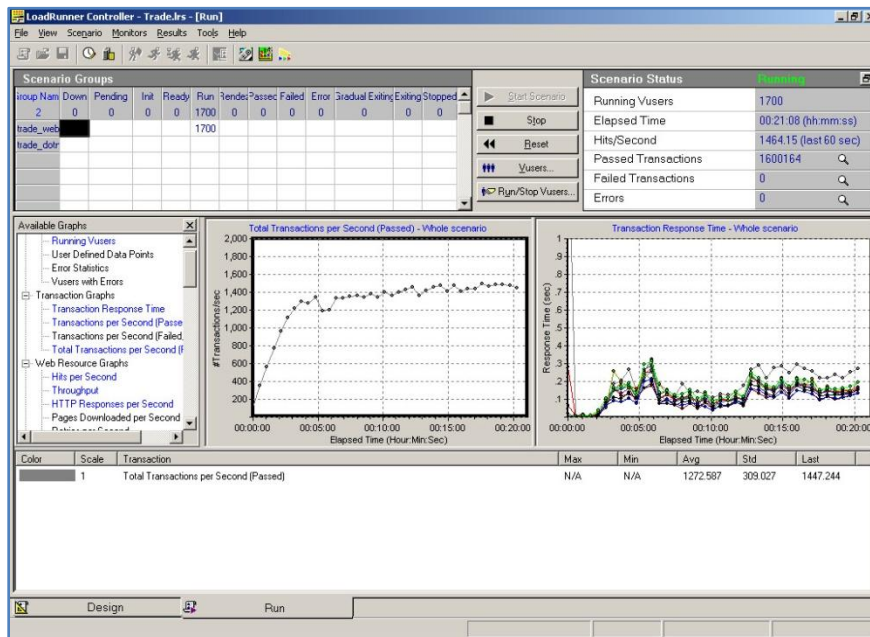 LoadRunner Controller - Trade.lrs - [Run]
File View Scenario Monitors Results Tools Help
Scenario Groups
Scenario Status Running
Down Pending Init Ready Run Failed Error Gradual Exiting Exiting Stopped
2 0 0 0 0 1700 0 0 0 0 0 0 0
trade_web 1700
Start Scenario
Stop
Reset
Vusers...
Run/Stop Vusers...
Running Vusers 1700
Elapsed Time 00:21:08 (hh:mm:ss)
Hits/Second 1464.15 (last 60 sec)
Passed Transactions 1600164
Failed Transactions 0
Errors 0
Available Graphs
Running Vusers
User Defined Data Points
Error Statistics
Vusers with Errors
Transaction Graphs
Transaction Response Time
Transactions per Second (Passe
Transactions per Second (Failed,
Total Transactions per Second (F
Web Resource Graphs
Hits per Second
Throughput
HTTP Responses per Second
Pages Downloaded per Second
Total Transactions per Second (Passed) - Whole scenario
#Transactions/sec
2,000
1,800
1,600
1,400
1,200
1,000
800
600
400
200
00:00:00 00:05:00 00:10:00 00:15:00 00:20:00
Elapsed Time (Hour:Min:Sec)
Transaction Response Time - Whole scenario
Response Time (sec)
1
.9
.8
.7
.6
.5
.4
.3
.2
.1
00:00:00 00:05:00 00:10:00 00:15:00 00:20:00
Elapsed Time (Hour:Min:Sec)
Color Scale Transaction Max Min Avg Std Last
1 Total Transactions per Second (Passed) N/A N/A 1272.587 309.027 1447.244
Design Run